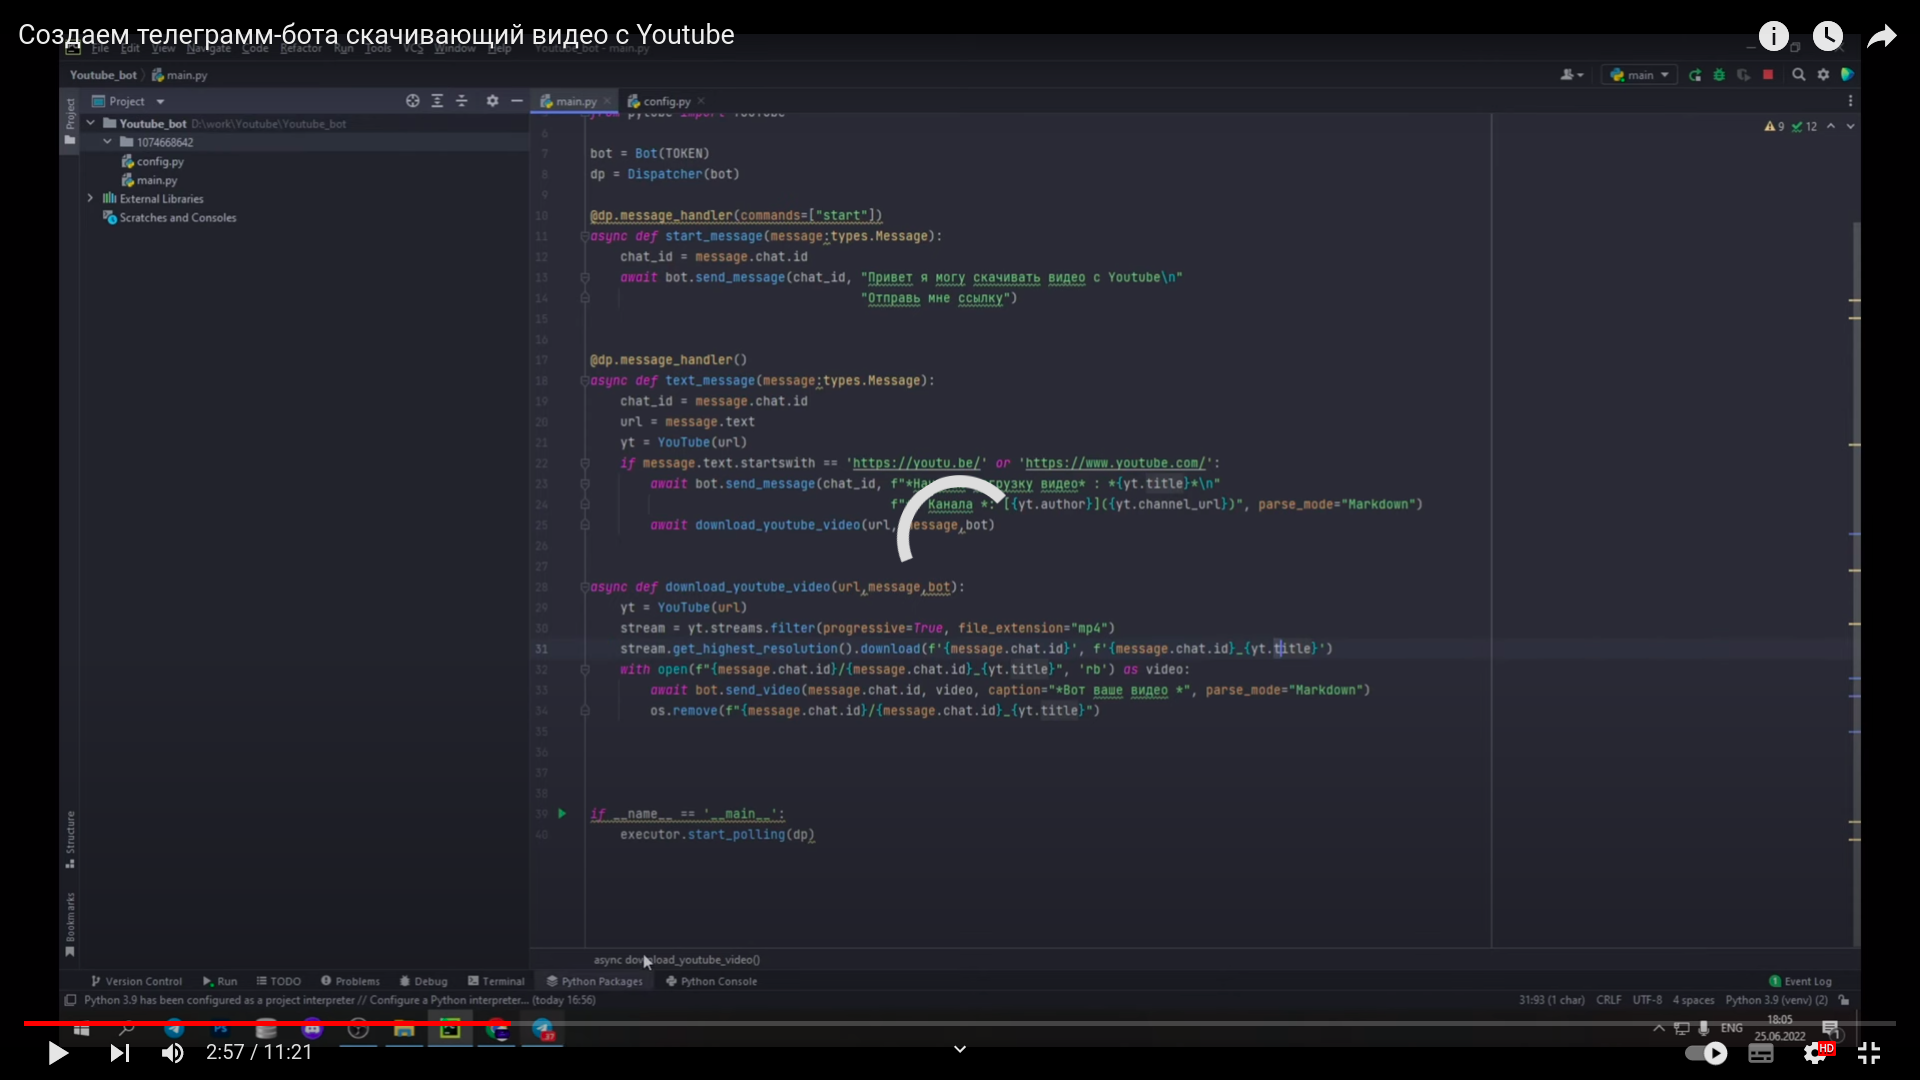 Создаем телеграмм-бота скачивающий видео с Youtube
File Edit View Navigate Code Refactor Run Tools VCS Window Help Youtube_bot - main.py
Youtube_bot main.py
main
Project
Project
main.py
config.py
Youtube_bot D:\work\Youtube\Youtube_bot
1074668642
config.py
main.py
External Libraries
Scratches and Consoles
9 12
from pytube import YouTube
6
7 bot = Bot(TOKEN)
8 dp = Dispatcher(bot)
9
10 @dp.message_handler(commands=["start"])
11 async def start_message(message:types.Message):
12 chat_id = message.chat.id
13 await bot.send_message(chat_id, "Привет я могу скачивать видео с Youtube\n"
14 "Отправь мне ссылку")
15
16
17 @dp.message_handler()
18 async def text_message(message:types.Message):
19 chat_id = message.chat.id
20 url = message.text
21 yt = YouTube(url)
22 if message.text.startswith == 'https://youtu.be/' or 'https://www.youtube.com/':
23 await bot.send_message(chat_id, f"* видео* : *{yt.title}*\n"
24 Канала *: [{yt.author}]({yt.channel_url})", parse_mode="Markdown")
25 await download_youtube_video(url, message,bot)
26
27
28 async def download_youtube_video(url,message,bot):
29 yt = YouTube(url)
30 stream = yt.streams.filter(progressive=True, file_extension="mp4")
31 stream.get_highest_resolution().download(f'{message.chat.id}', f'{message.chat.id}_{yt.title}')
32 with open(f"{message.chat.id}/{message.chat.id}_{yt.title}", 'rb') as video:
33 await bot.send_video(message.chat.id, video, caption="*Вот ваше видео *", parse_mode="Markdown")
34 os.remove(f"{message.chat.id}/{message.chat.id}_{yt.title}")
35
36
37
38
39 if __name__ == '__main__':
40 executor.start_polling(dp)
Structure
Bookmarks
async download_youtube_video()
Version Control Run TODO Problems Debug Terminal Python Packages Python Console
1 Event Log
Python 3.9 has been configured as a project interpreter // Configure a Python interpreter... (today 16:56)
31:93 (1 char) CRLF UTF-8 4 spaces Python 3.9 (venv) (2)
Ps
37
ENG
18:05
25.06.2022
1
2:57 / 11:21
HD